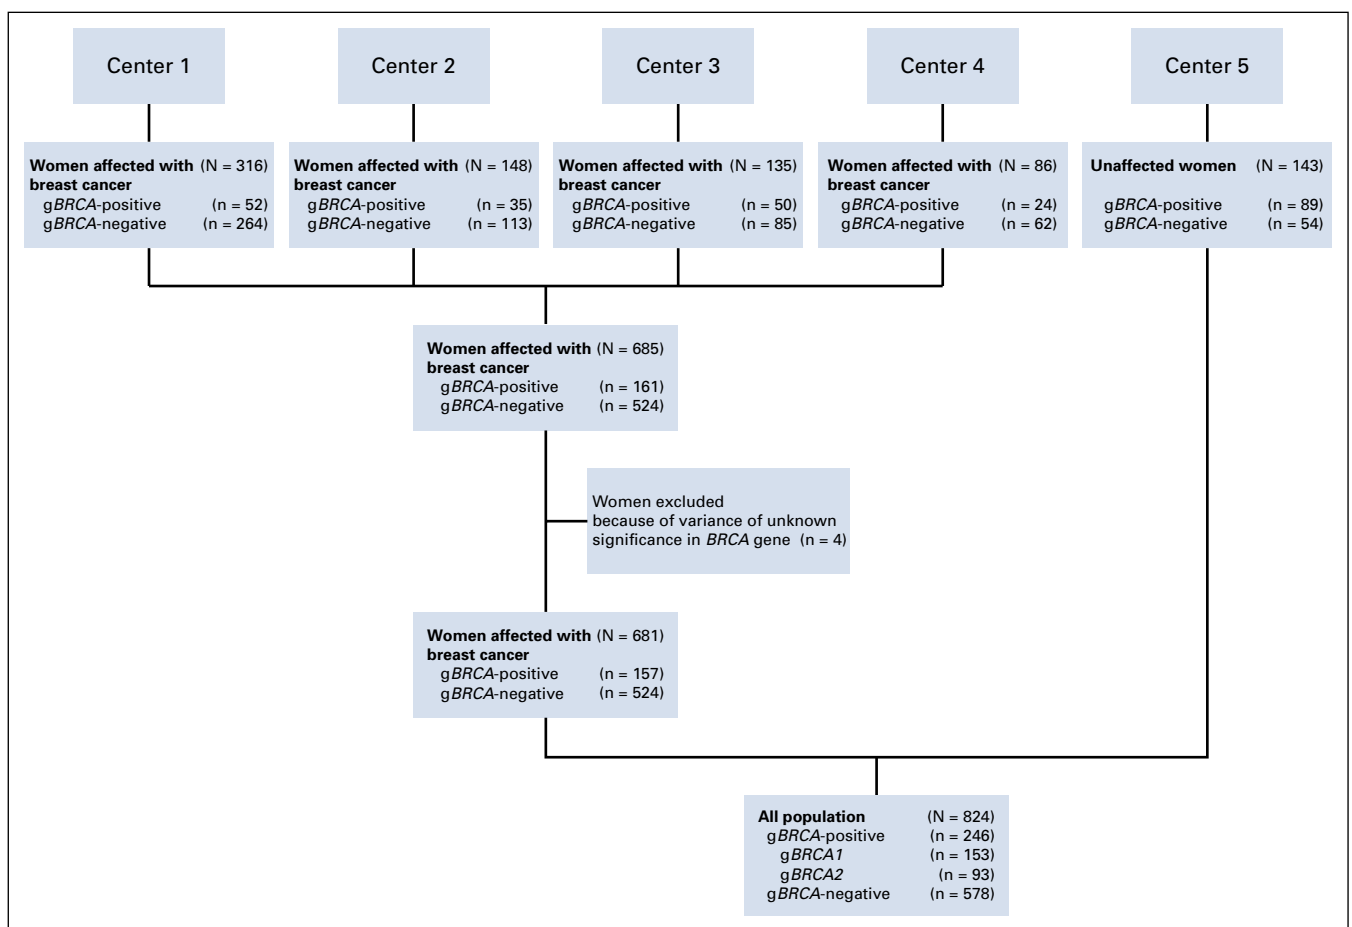 Center 1
Center 2
Center 3
Center 4
Center 5
Women affected with (N = 316)
breast cancer
gBRCA-positive (n = 52)
gBRCA-negative (n = 264)
Women affected with (N = 148)
breast cancer
gBRCA-positive (n = 35)
gBRCA-negative (n = 113)
Women affected with (N = 135)
breast cancer
gBRCA-positive (n = 50)
gBRCA-negative (n = 85)
Women affected with (N = 86)
breast cancer
gBRCA-positive (n = 24)
gBRCA-negative (n = 62)
Unaffected women (N = 143)
gBRCA-positive (n = 89)
gBRCA-negative (n = 54)
Women affected with (N = 685)
breast cancer
gBRCA-positive (n = 161)
gBRCA-negative (n = 524)
Women excluded
because of variance of unknown
significance in BRCA gene (n = 4)
Women affected with (N = 681)
breast cancer
gBRCA-positive (n = 157)
gBRCA-negative (n = 524)
All population (N = 824)
gBRCA-positive (n = 246)
gBRCA1 (n = 153)
gBRCA2 (n = 93)
gBRCA-negative (n = 578)